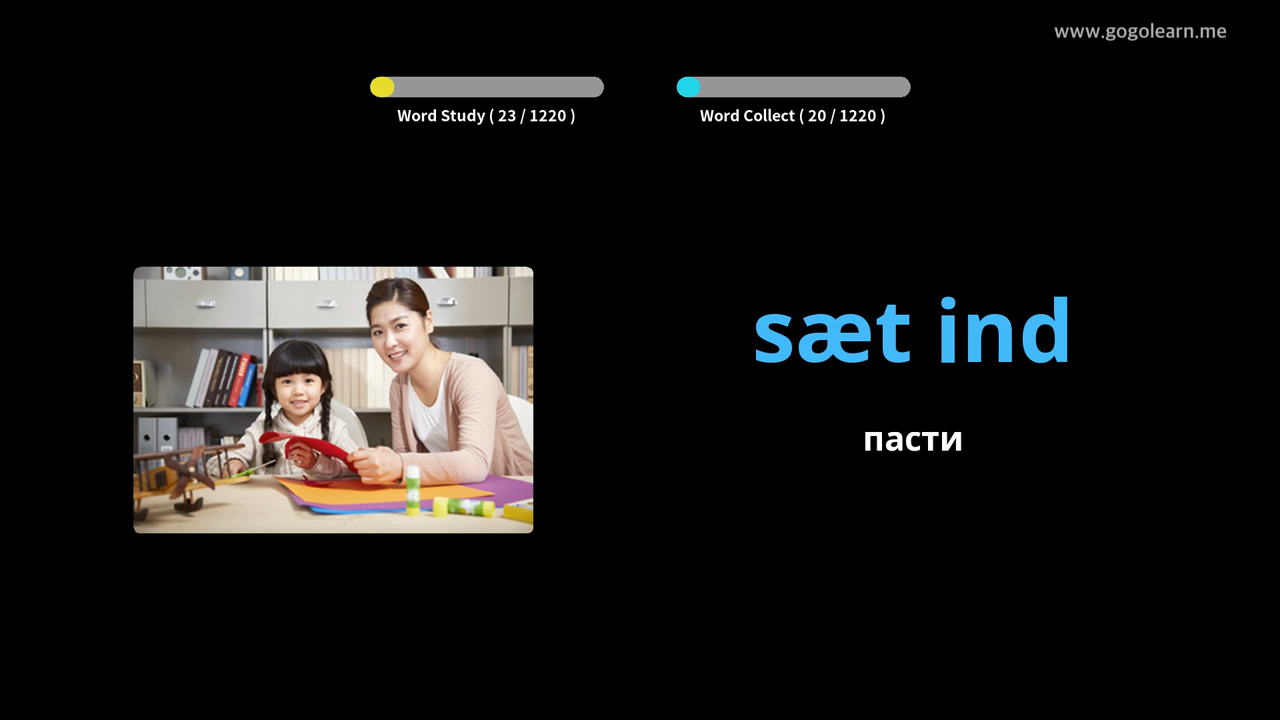 www.gogolearn.me
Word Study ( 23 / 1220 )
Word Collect ( 20 / 1220 )
sæt ind
пасти